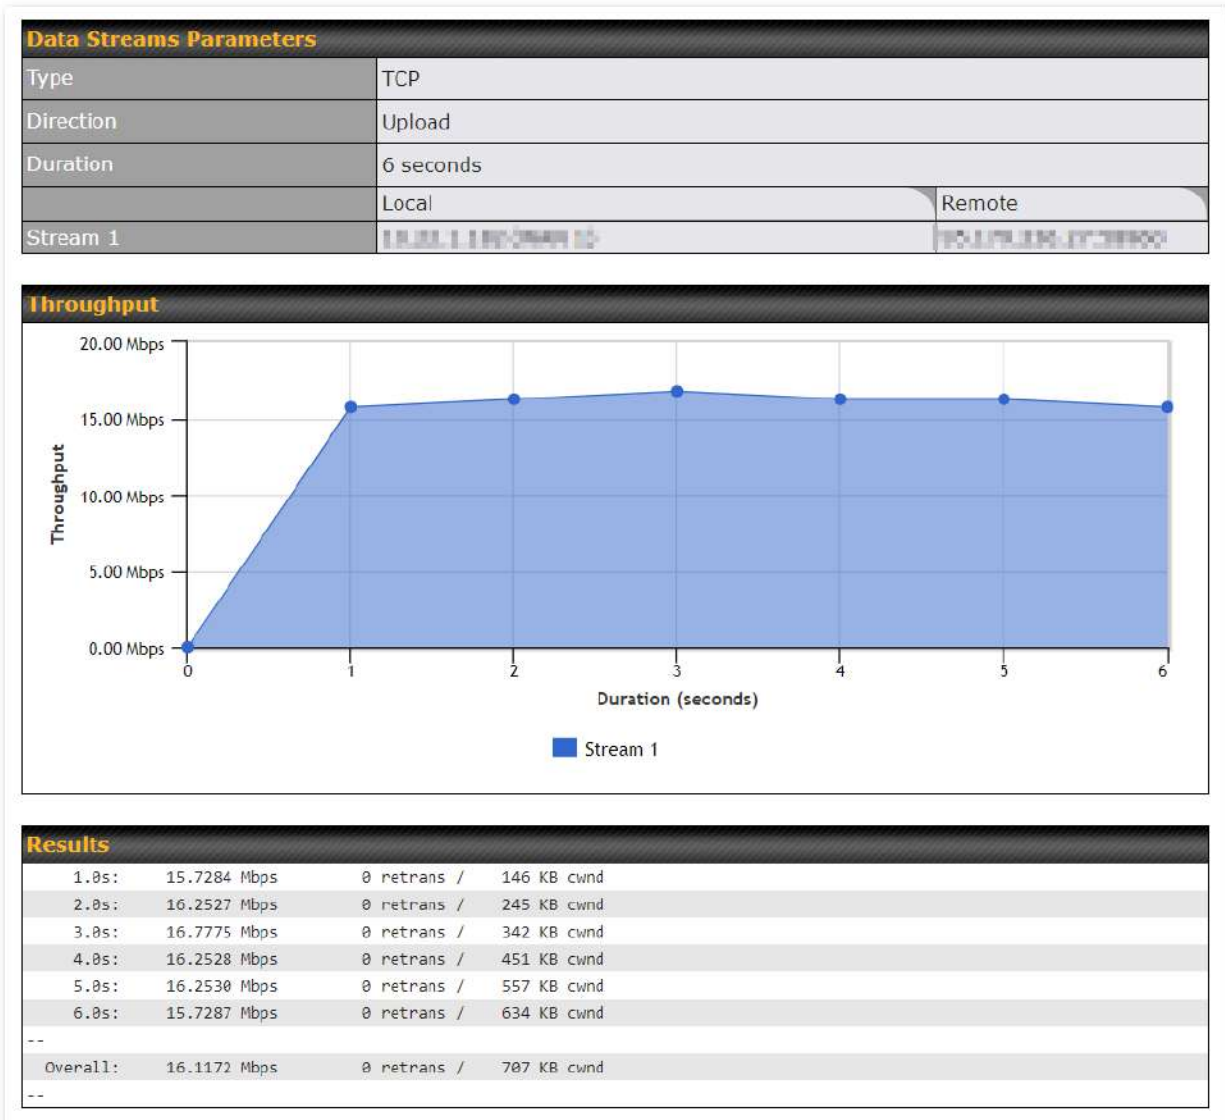 Data Streams Parameters
Type TCP
Direction Upload
Duration 6 seconds
Local Remote
Stream 1
Throughput
20.00 Mbps
15.00 Mbps
10.00 Mbps
5.00 Mbps
0.00 Mbps
Throughput
0 1 2 3 4 5 6
Duration (seconds)
Stream 1
Results
1.0s: 15.7284 Mbps 0 retrans / 146 KB cwnd
2.0s: 16.2527 Mbps 0 retrans / 245 KB cwnd
3.0s: 16.7775 Mbps 0 retrans / 342 KB cwnd
4.0s: 16.2528 Mbps 0 retrans / 451 KB cwnd
5.0s: 16.2530 Mbps 0 retrans / 557 KB cwnd
6.0s: 15.7287 Mbps 0 retrans / 634 KB cwnd
--
Overall: 16.1172 Mbps 0 retrans / 707 KB cwnd
--